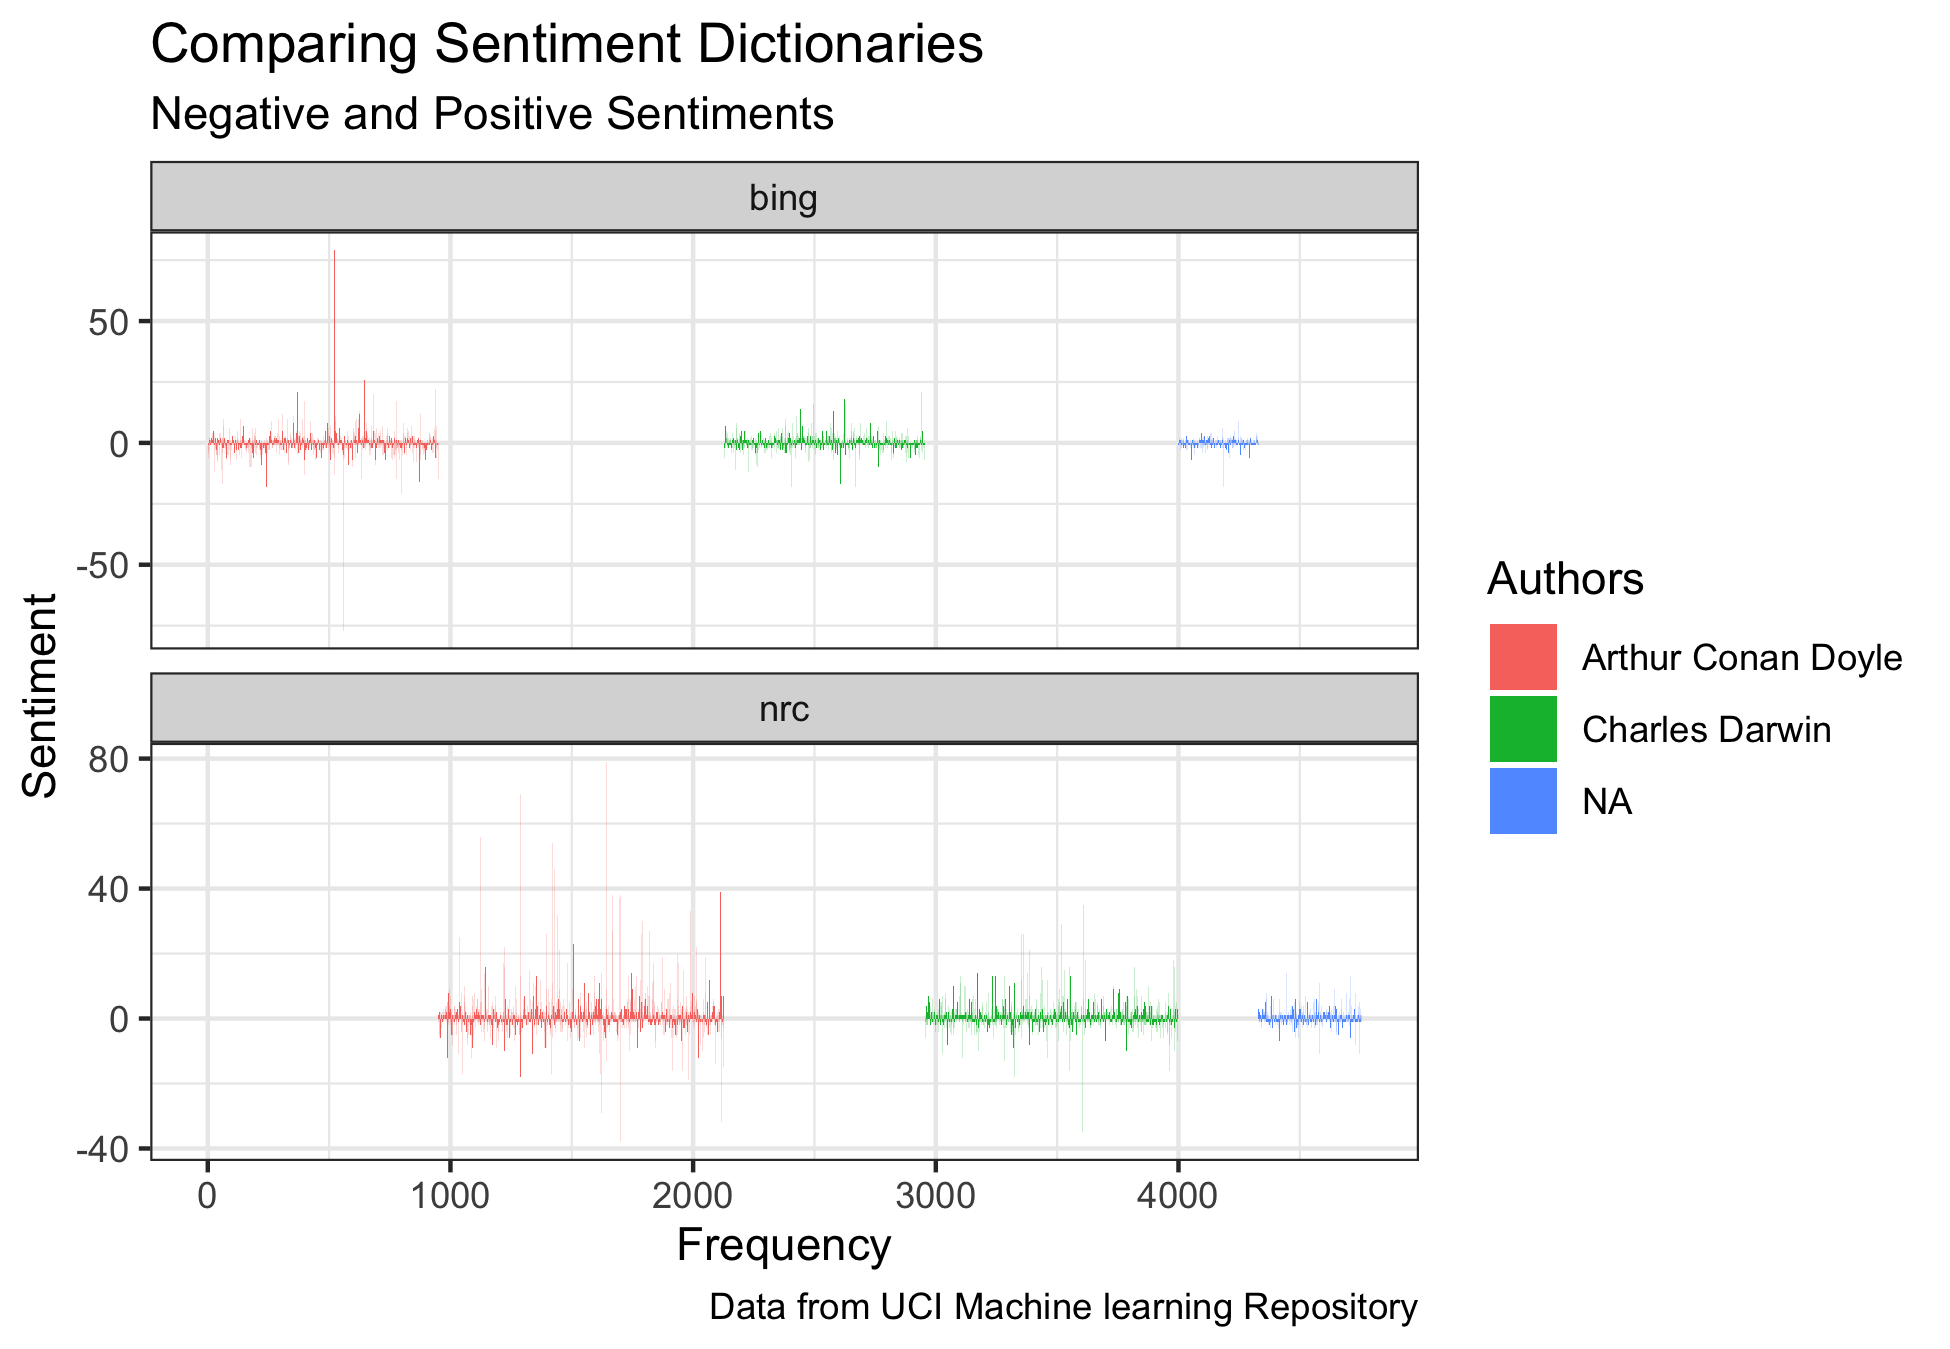 Comparing Sentiment Dictionaries
Negative and Positive Sentiments
bing
50
0
-50
Sentiment
nrc
80
40
0
-40
0 1000 2000 3000 4000
Frequency
Data from UCI Machine learning Repository
Authors
Arthur Conan Doyle
Charles Darwin
NA